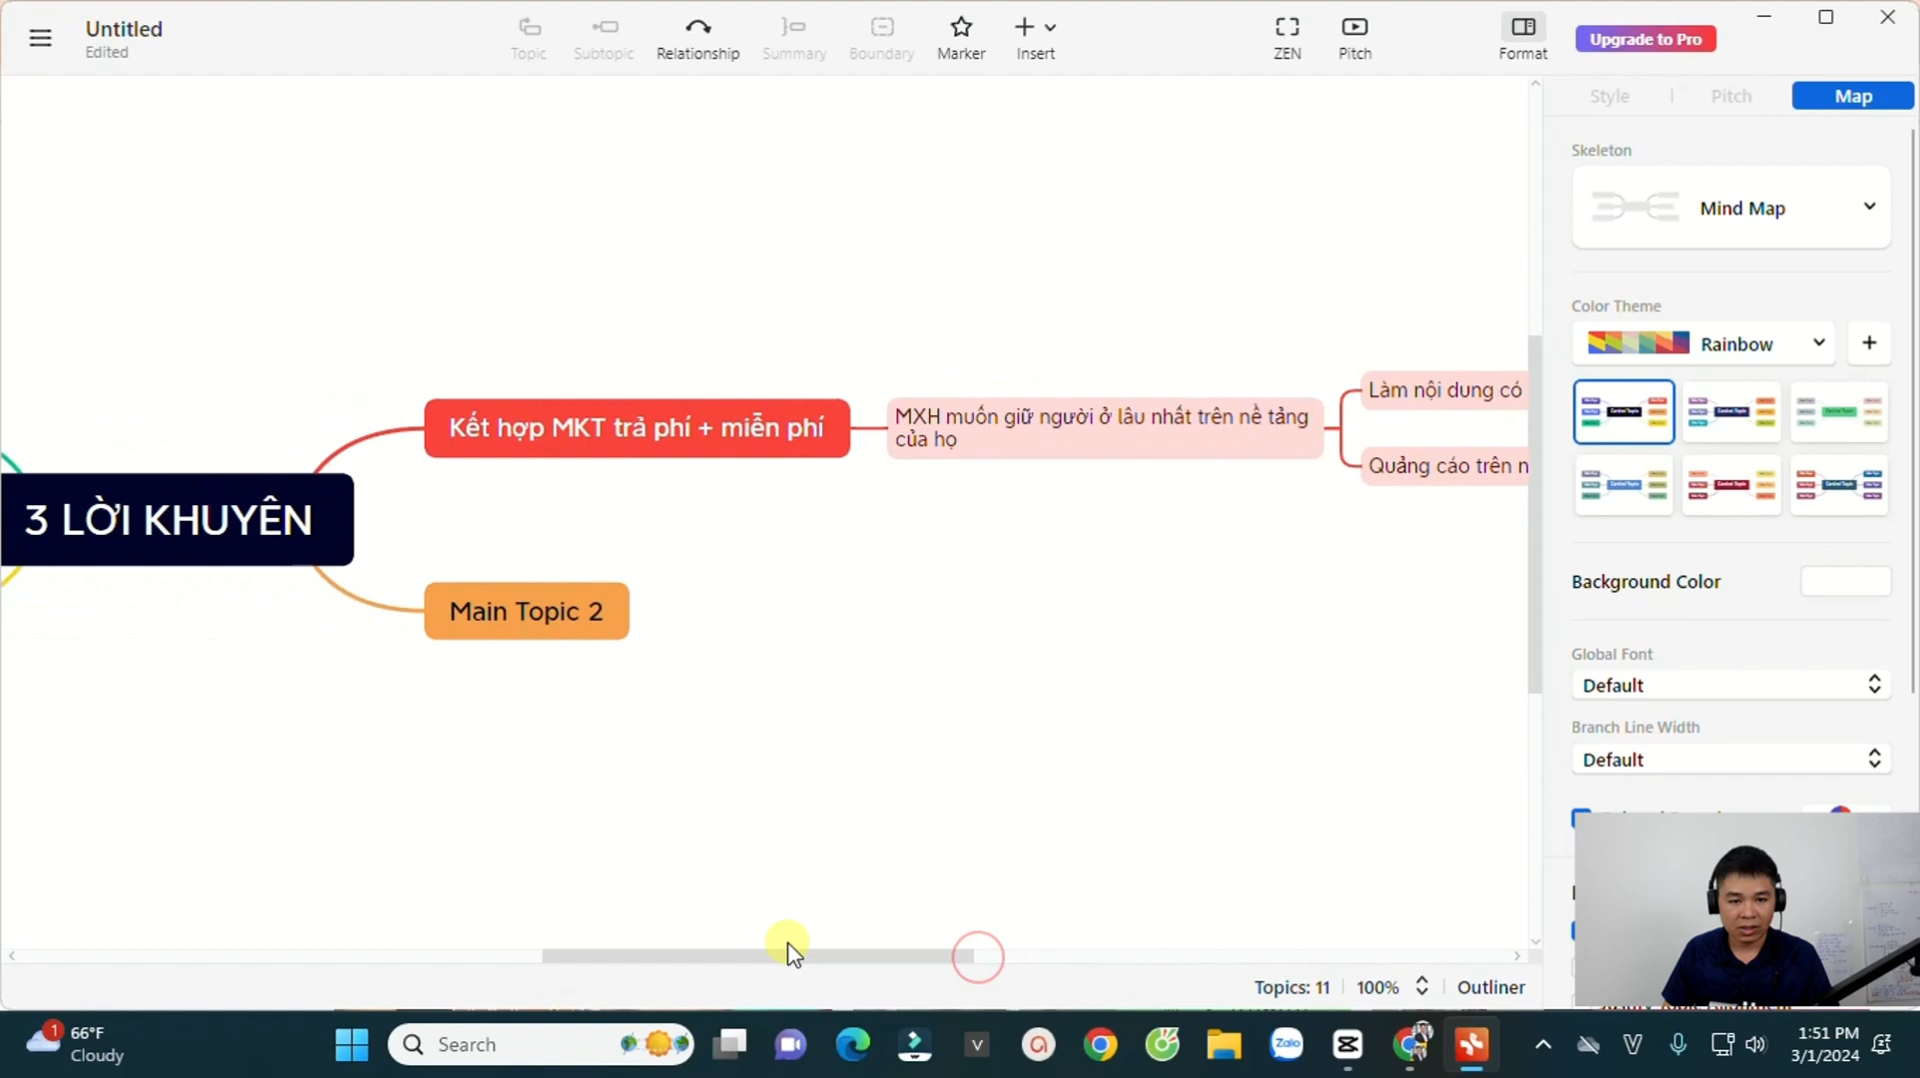 Untitled
Edited
Topic
Subtopic
Relationship
Summary
Boundary
Marker
Insert
ZEN
Pitch
Format
Upgrade to Pro
Style
Pitch
Map
Skeleton
Mind Map
Color Theme
Rainbow
Background Color
Global Font
Default
Branch Line Width
Default
3 LỜI KHUYÊN
Kết hợp MKT trả phí + miễn phí
MXH muốn giữ người ở lâu nhất trên nề tảng
của họ
Làm nội dung có
Quảng cáo trên n
Main Topic 2
Topics: 11
100%
Outliner
1
66°F
Cloudy
Search
Zalo
1:51 PM
3/1/2024